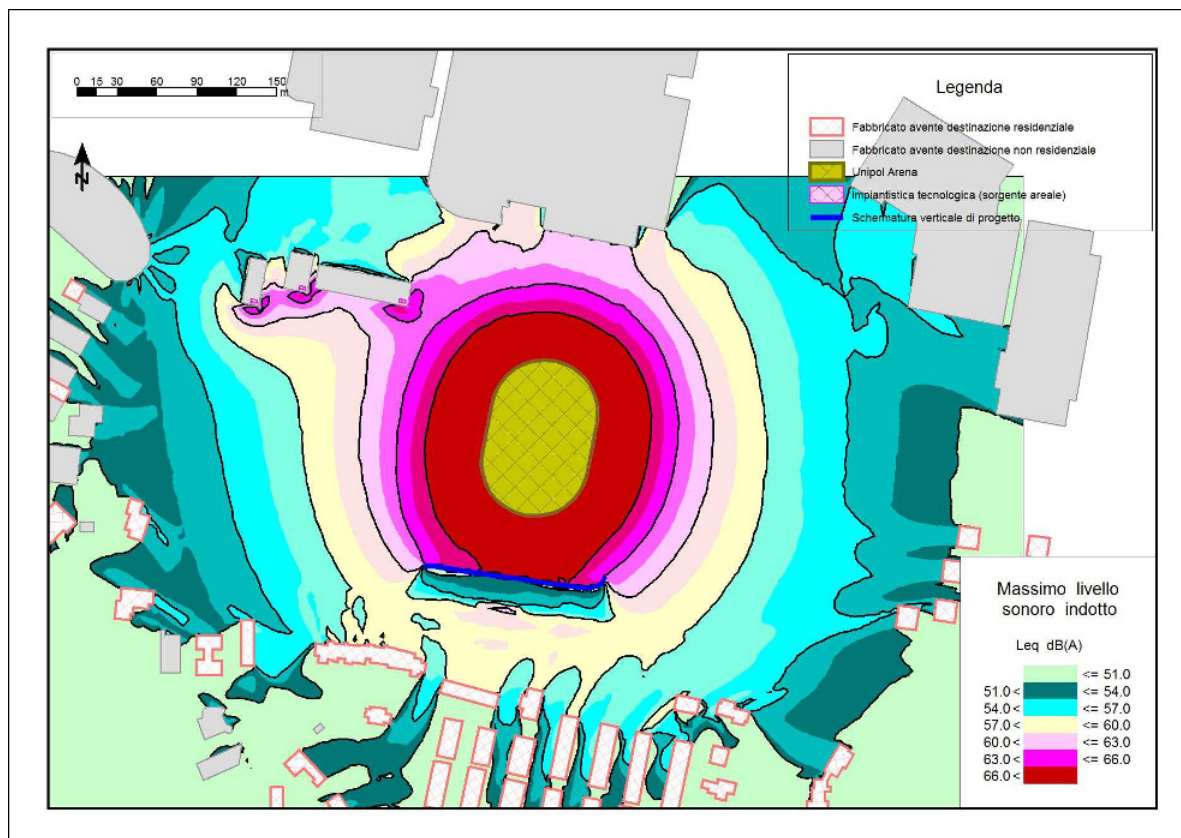 0 15 30 60 90 120 150
m
N
Legenda
Fabbricato avente destinazione residenziale
Fabbricato avente destinazione non residenziale
Unipol Arena
Impiantistica tecnologica (sorgente areale)
Schermatura verticale di progetto
Massimo livello
sonoro indotto
Leq dB(A)
<= 51.0
51.0 < <= 54.0
54.0 < <= 57.0
57.0 < <= 60.0
60.0 < <= 63.0
63.0 < <= 66.0
66.0 <